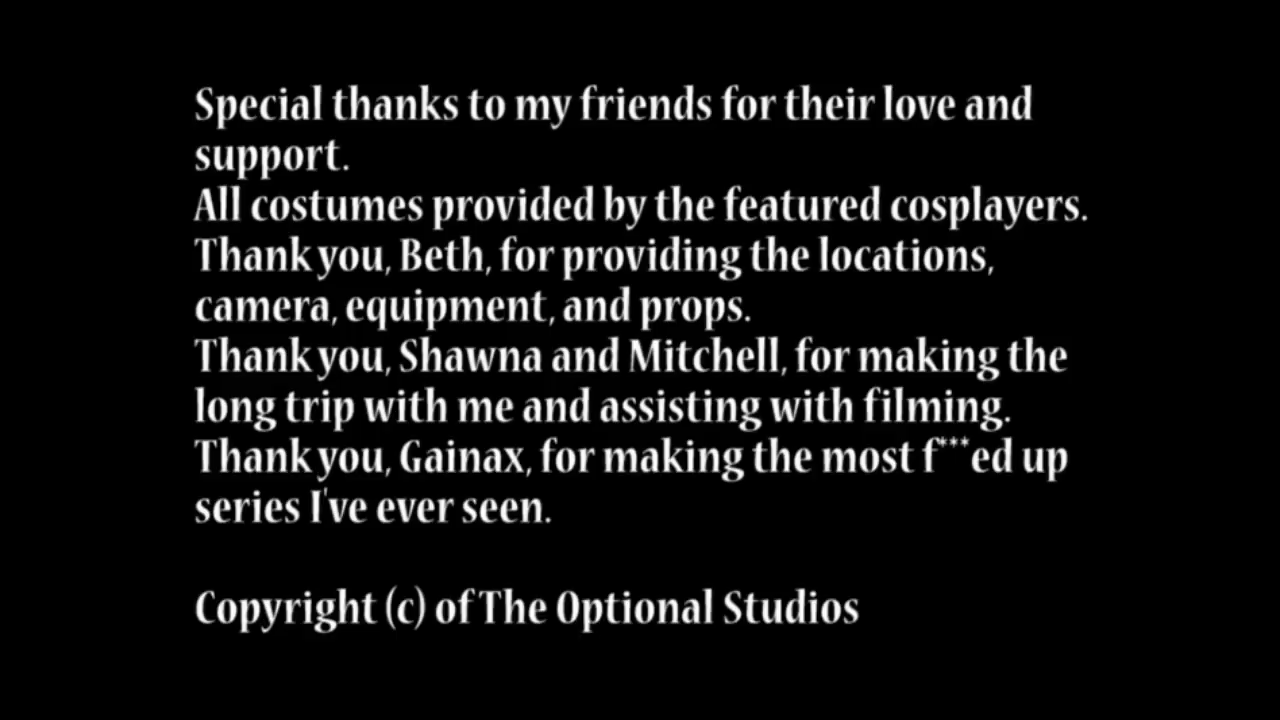 Special thanks to my friends for their love and
support.
All costumes provided by the featured cosplayers.
Thank you, Beth, for providing the locations,
camera, equipment, and props.
Thank you, Shawna and Mitchell, for making the
long trip with me and assisting with filming.
Thank you, Gainax, for making the most f***ed up
series I've ever seen.
Copyright (c) of The Optional Studios